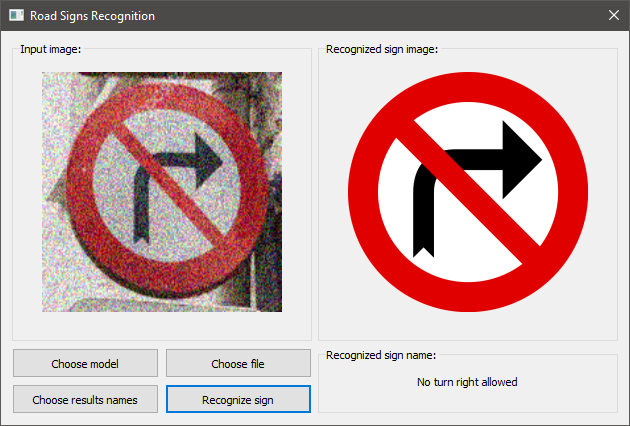 Road Signs Recognition
Input image:
Recognized sign image:
Choose model
Choose file
Choose results names
Recognize sign
Recognized sign name:
No turn right allowed